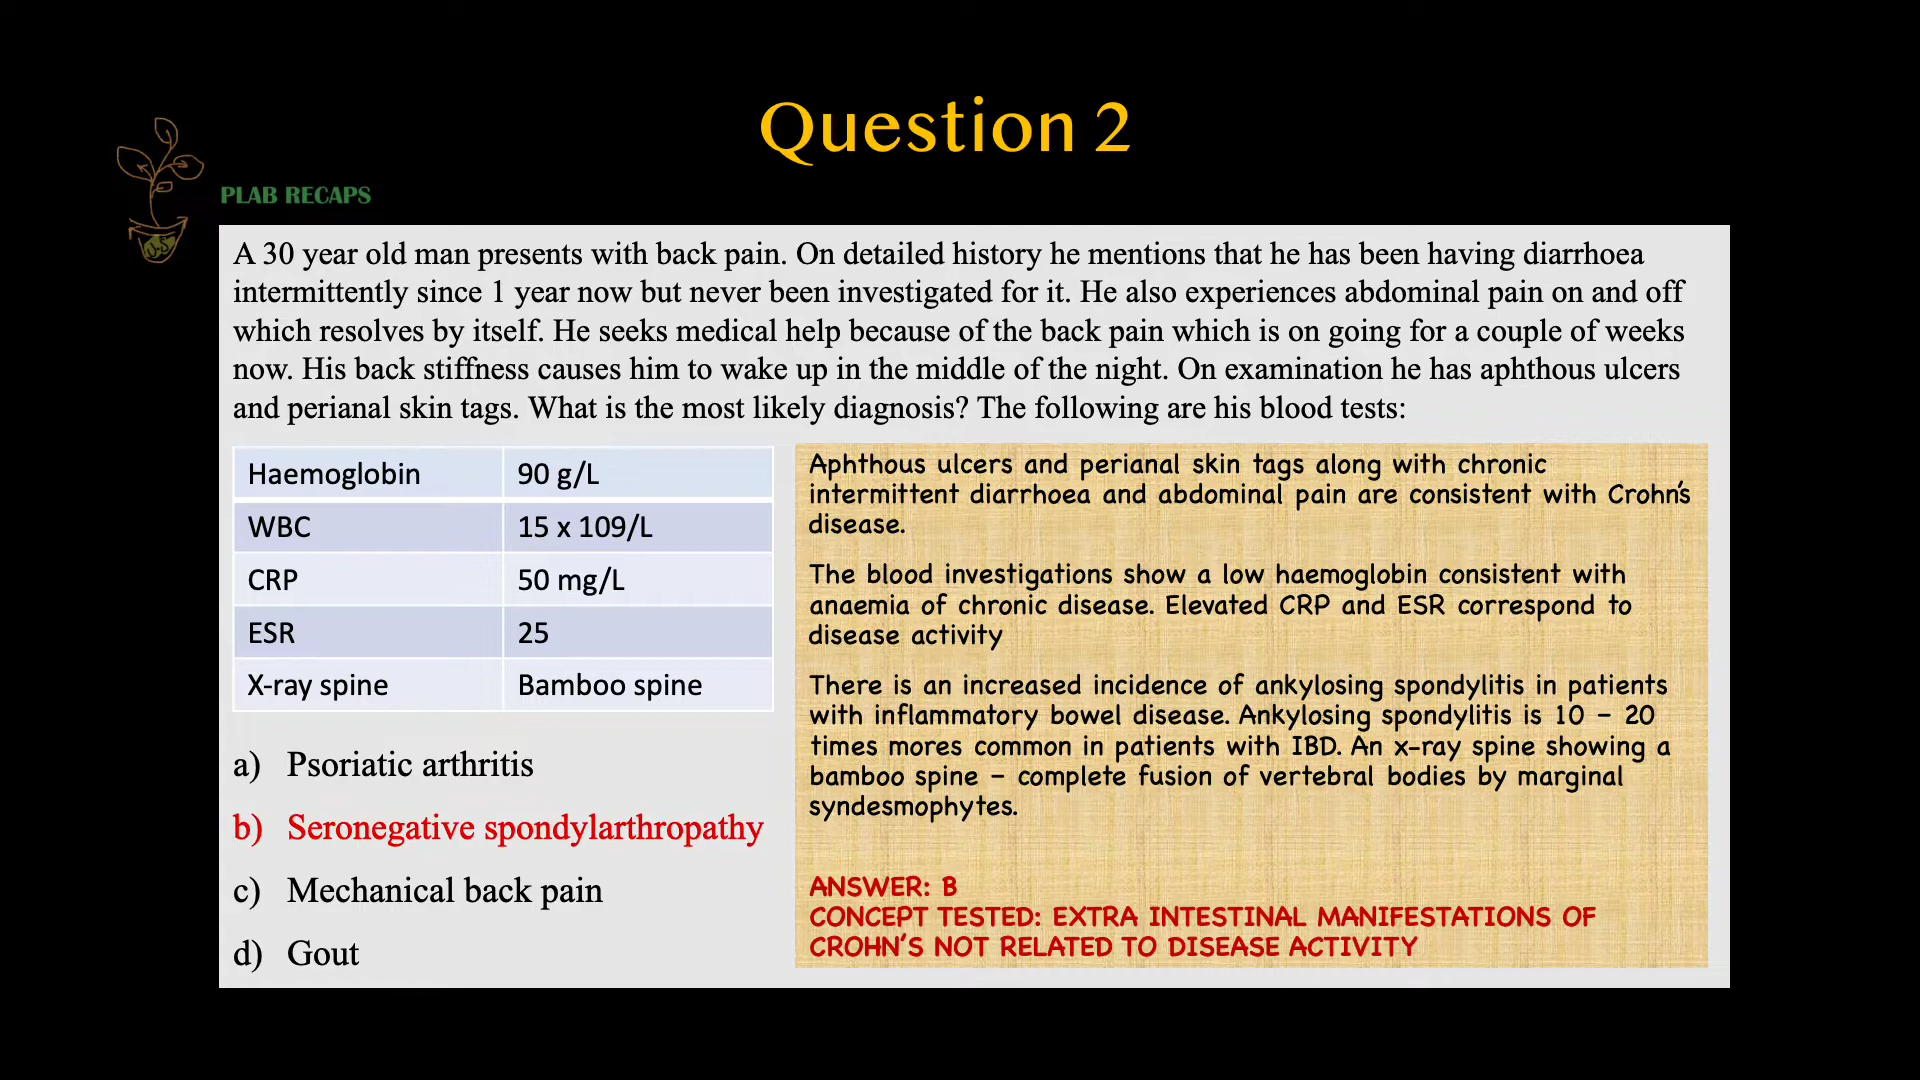 Question 2
PLAB RECAPS
A 30 year old man presents with back pain. On detailed history he mentions that he has been having diarrhoea
intermittently since 1 year now but never been investigated for it. He also experiences abdominal pain on and off
which resolves by itself. He seeks medical help because of the back pain which is on going for a couple of weeks
now. His back stiffness causes him to wake up in the middle of the night. On examination he has aphthous ulcers
and perianal skin tags. What is the most likely diagnosis? The following are his blood tests:
Haemoglobin 90 g/L
WBC 15 x 109/L
CRP 50 mg/L
ESR 25
X-ray spine Bamboo spine
a) Psoriatic arthritis
b) Seronegative spondylarthropathy
c) Mechanical back pain
d) Gout
Aphthous ulcers and perianal skin tags along with chronic
intermittent diarrhoea and abdominal pain are consistent with Crohn's
disease.
The blood investigations show a low haemoglobin consistent with
anaemia of chronic disease. Elevated CRP and ESR correspond to
disease activity
There is an increased incidence of ankylosing spondylitis in patients
with inflammatory bowel disease. Ankylosing spondylitis is 10 – 20
times mores common in patients with IBD. An x-ray spine showing a
bamboo spine – complete fusion of vertebral bodies by marginal
syndesmophytes.
ANSWER: B
CONCEPT TESTED: EXTRA INTESTINAL MANIFESTATIONS OF
CROHN'S NOT RELATED TO DISEASE ACTIVITY